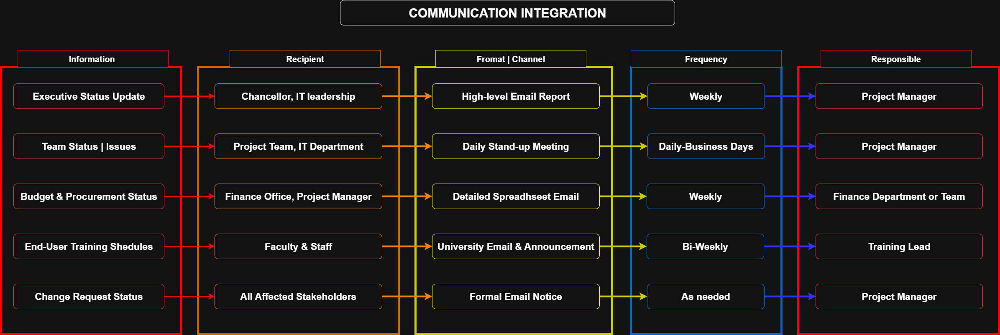 COMMUNICATION INTEGRATION
Information
Recipient
Fromat | Channel
Frequency
Responsible
Executive Status Update
Chancellor, IT leadership
High-level Email Report
Weekly
Project Manager
Team Status | Issues
Project Team, IT Department
Daily Stand-up Meeting
Daily-Business Days
Project Manager
Budget & Procurement Status
Finance Office, Project Manager
Detailed Spreadhseet Email
Weekly
Finance Department or Team
End-User Training Shedules
Faculty & Staff
University Email & Announcement
Bi-Weekly
Training Lead
Change Request Status
All Affected Stakeholders
Formal Email Notice
As needed
Project Manager